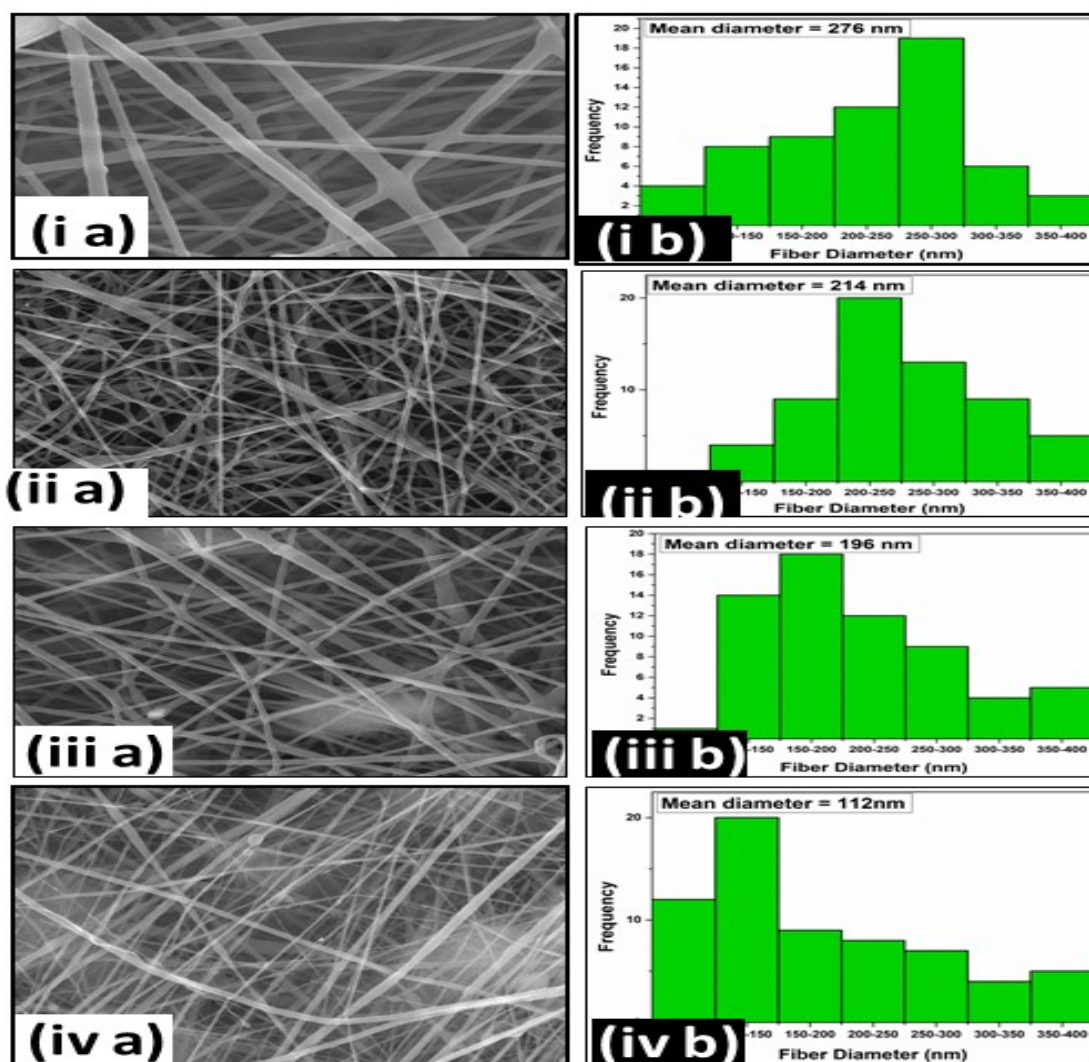 (i a)
Mean diameter = 276 nm
20
18
16
14
12
10
8
6
4
2
Frequency
(i b)
150-200
200-250
250-300
300-350
350-400
Fiber Diameter (nm)
(ii a)
Mean diameter = 214 nm
20
10
Frequency
(ii b)
-150
150-200
200-250
250-300
300-350
350-400
Fiber Diameter (nm)
(iii a)
Mean diameter = 196 nm
20
18
16
14
12
10
8
6
4
2
Frequency
(iii b)
-150
150-200
200-250
250-300
300-350
350-400
Fiber Diameter (nm)
(iv a)
Mean diameter = 112nm
20
10
Frequency
(iv b)
-150
150-200
200-250
250-300
300-350
350-400
Fiber Diameter (nm)